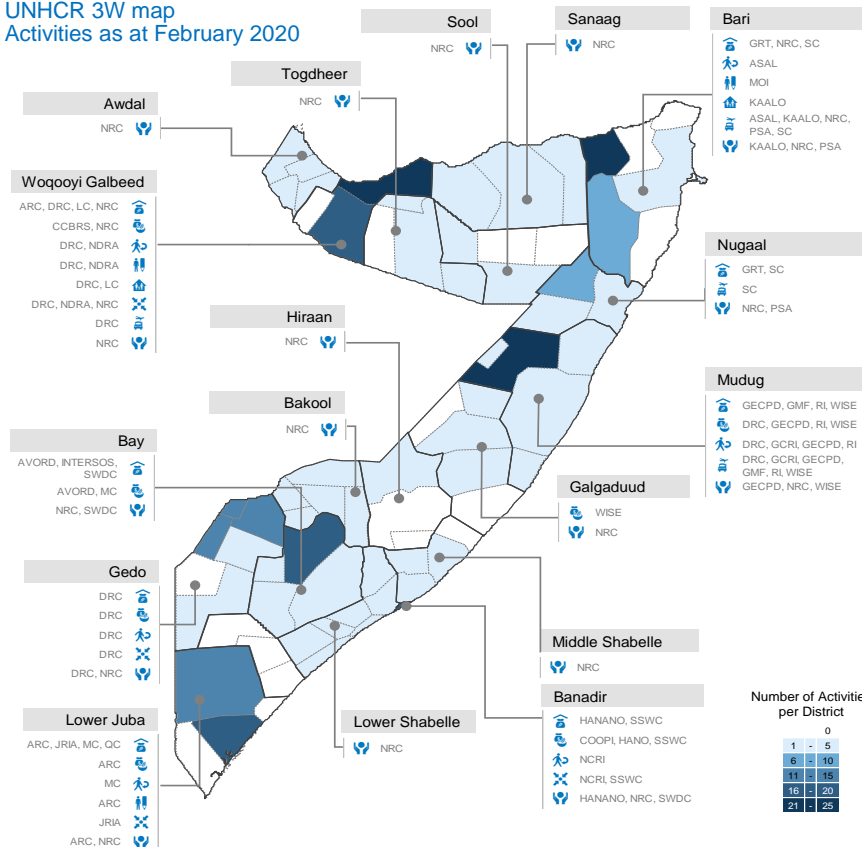 UNHCR 3W map
Activities as at February 2020
Sool
NRC
Sanaag
NRC
Bari
GRT, NRC, SC
ASAL
MOI
KAALO
ASAL, KAALO, NRC,
PSA, SC
KAALO, NRC, PSA
Togdheer
NRC
Awdal
NRC
Woqooyi Galbeed
ARC, DRC, LC, NRC
CCBRS, NRC
DRC, NDRA
DRC, NDRA
DRC, LC
DRC, NDRA, NRC
DRC
NRC
Nugaal
GRT, SC
SC
NRC, PSA
Hiraan
NRC
Mudug
GECPD, GMF, RI, WISE
DRC, GECPD, RI, WISE
DRC, GCRI, GECPD, RI
DRC, GCRI, GECPD,
GMF, RI, WISE
GECPD, NRC, WISE
Bakool
NRC
Bay
AVORD, INTERSOS,
SWDC
AVORD, MC
NRC, SWDC
Galgaduud
WISE
NRC
Gedo
DRC
DRC
DRC
DRC
DRC, NRC
Middle Shabelle
NRC
Lower Juba
ARC, JRIA, MC, QC
ARC
MC
ARC
JRIA
ARC, NRC
Lower Shabelle
NRC
Banadir
HANANO, SSWC
COOPI, HANO, SSWC
NCRI
NCRI, SSWC
HANANO, NRC, SWDC
Number of Activitie
per District
0
1 - 5
6 - 10
11 - 15
16 - 20
21 - 25